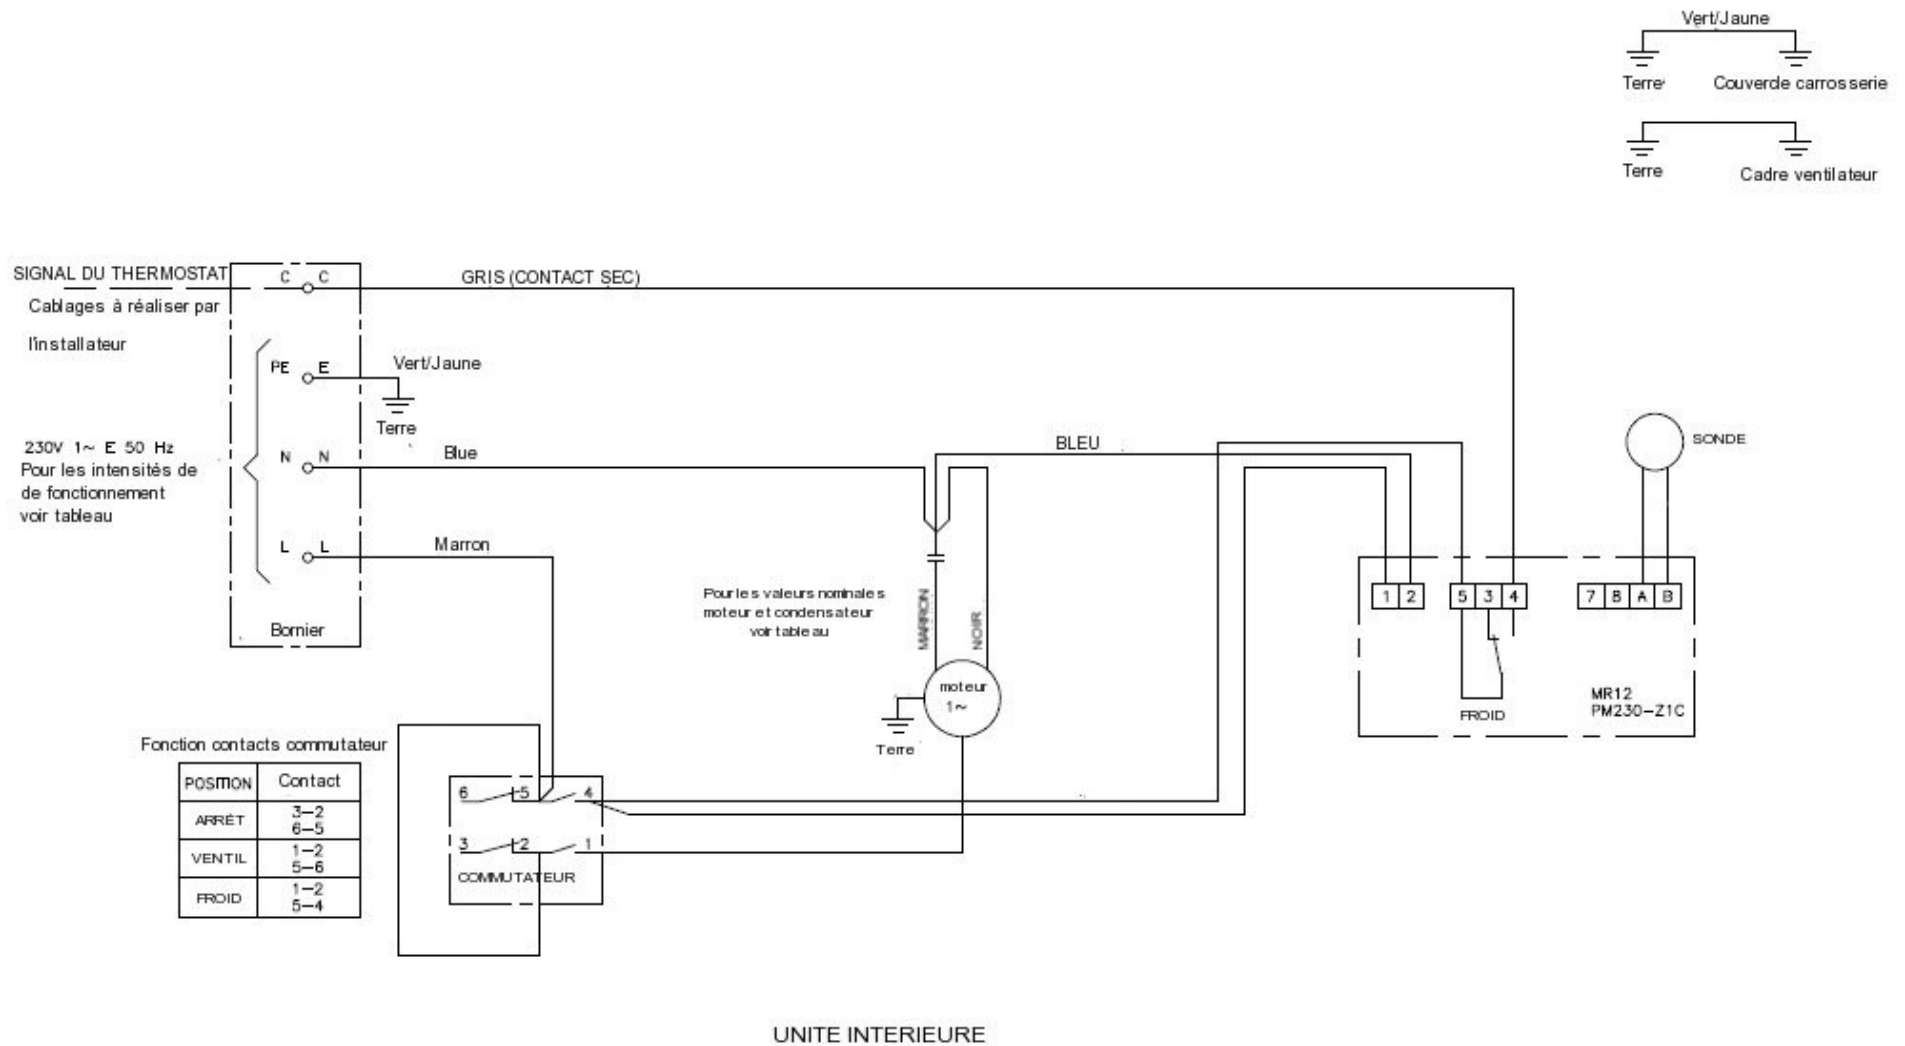 Vert/Jaune
Terre
Couverde carrosserie
Terre
Cadre ventilateur
SIGNAL DU THERMOSTAT
Cablages à réaliser par
l'installateur
C C
GRIS (CONTACT SEC)
PE E
Vert/Jaune
Terre
230V 1~ E 50 Hz
Pour les intensités de
de fonctionnement
voir tableau
N N
Blue
L L
Marron
Bornier
BLEU
SONDE
Pour les valeurs nominales
moteur et condensateur
voir tableau
MARRON
NOIR
moteur
1~
Terre
1 2
5 3 4
7 8 A B
FROID
MR12
PM230-Z1C
Fonction contacts commutateur
POSITION Contact
ARRÊT 3-2
6-5
VENTIL 1-2
5-6
FROID 1-2
5-4
6 5 4
3 2 1
COMMUTATEUR
UNITE INTERIEURE